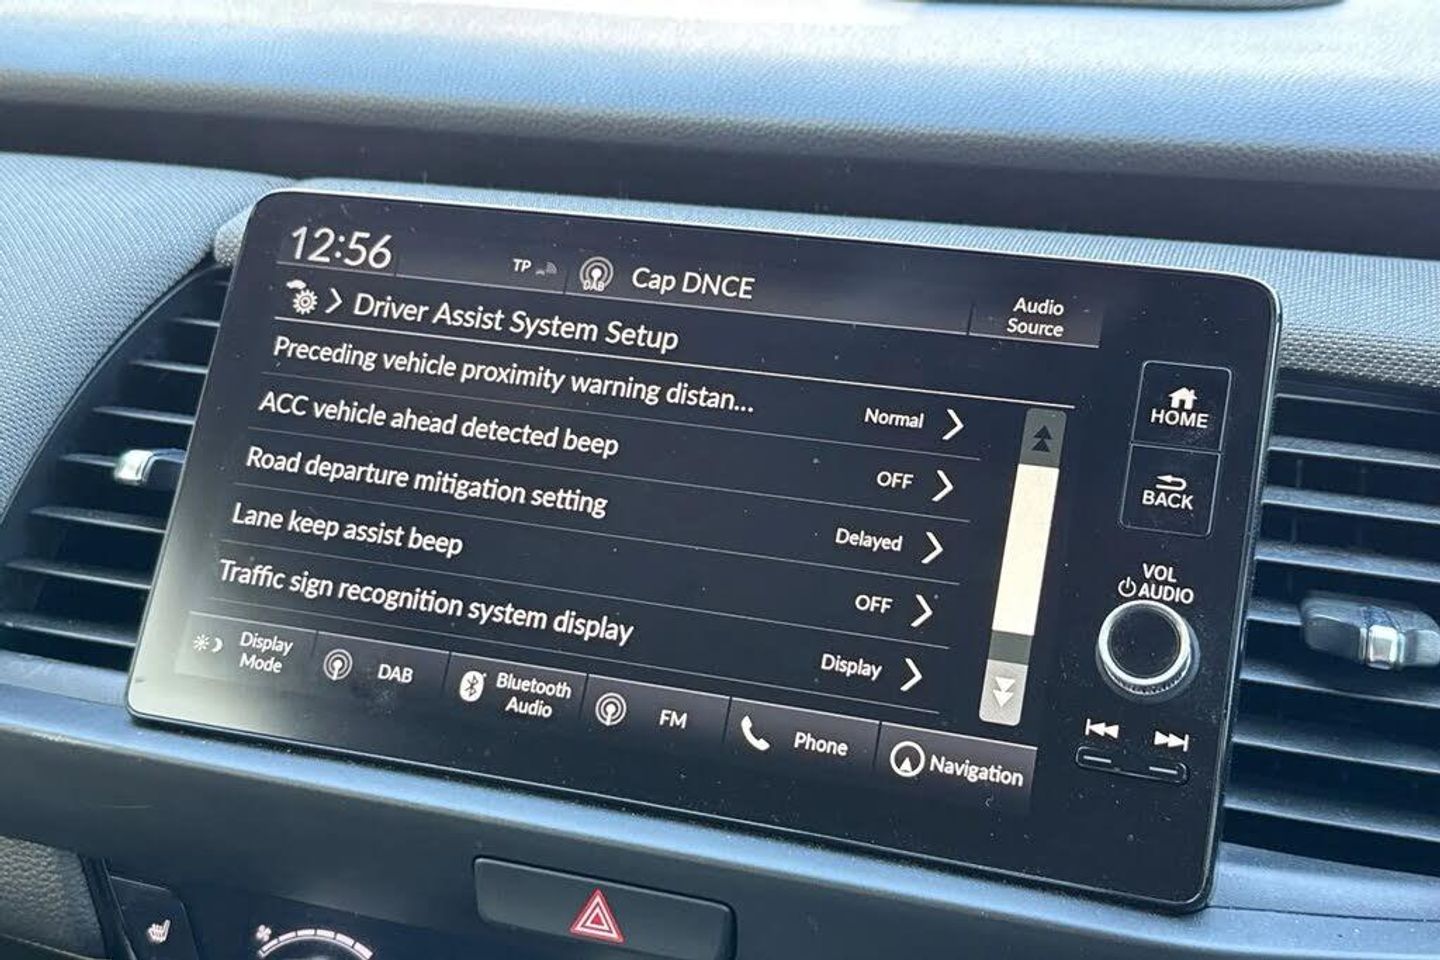 12:56
TP
DAB
Cap DNCE
Audio
Source
Driver Assist System Setup
Preceding vehicle proximity warning distan...
Normal
ACC vehicle ahead detected beep
OFF
Road departure mitigation setting
Delayed
Lane keep assist beep
OFF
Traffic sign recognition system display
Display
Display
Mode
DAB
Bluetooth
Audio
FM
Phone
Navigation
HOME
BACK
VOL
AUDIO